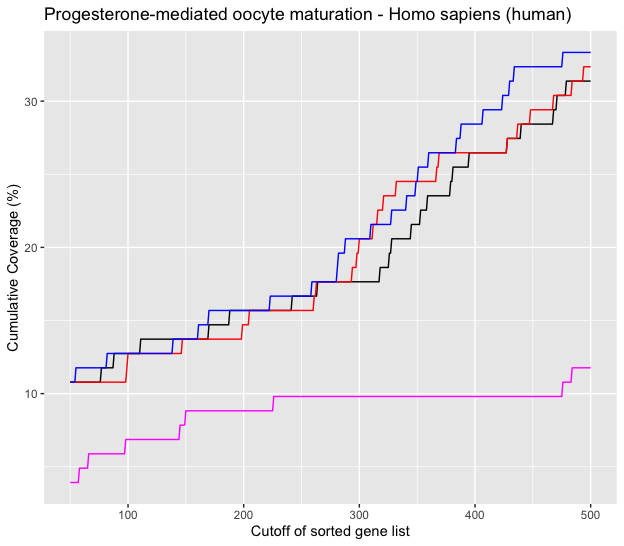 Progesterone-mediated oocyte maturation - Homo sapiens (human)
Cumulative Coverage (%)
30
20
10
100 200 300 400 500
Cutoff of sorted gene list